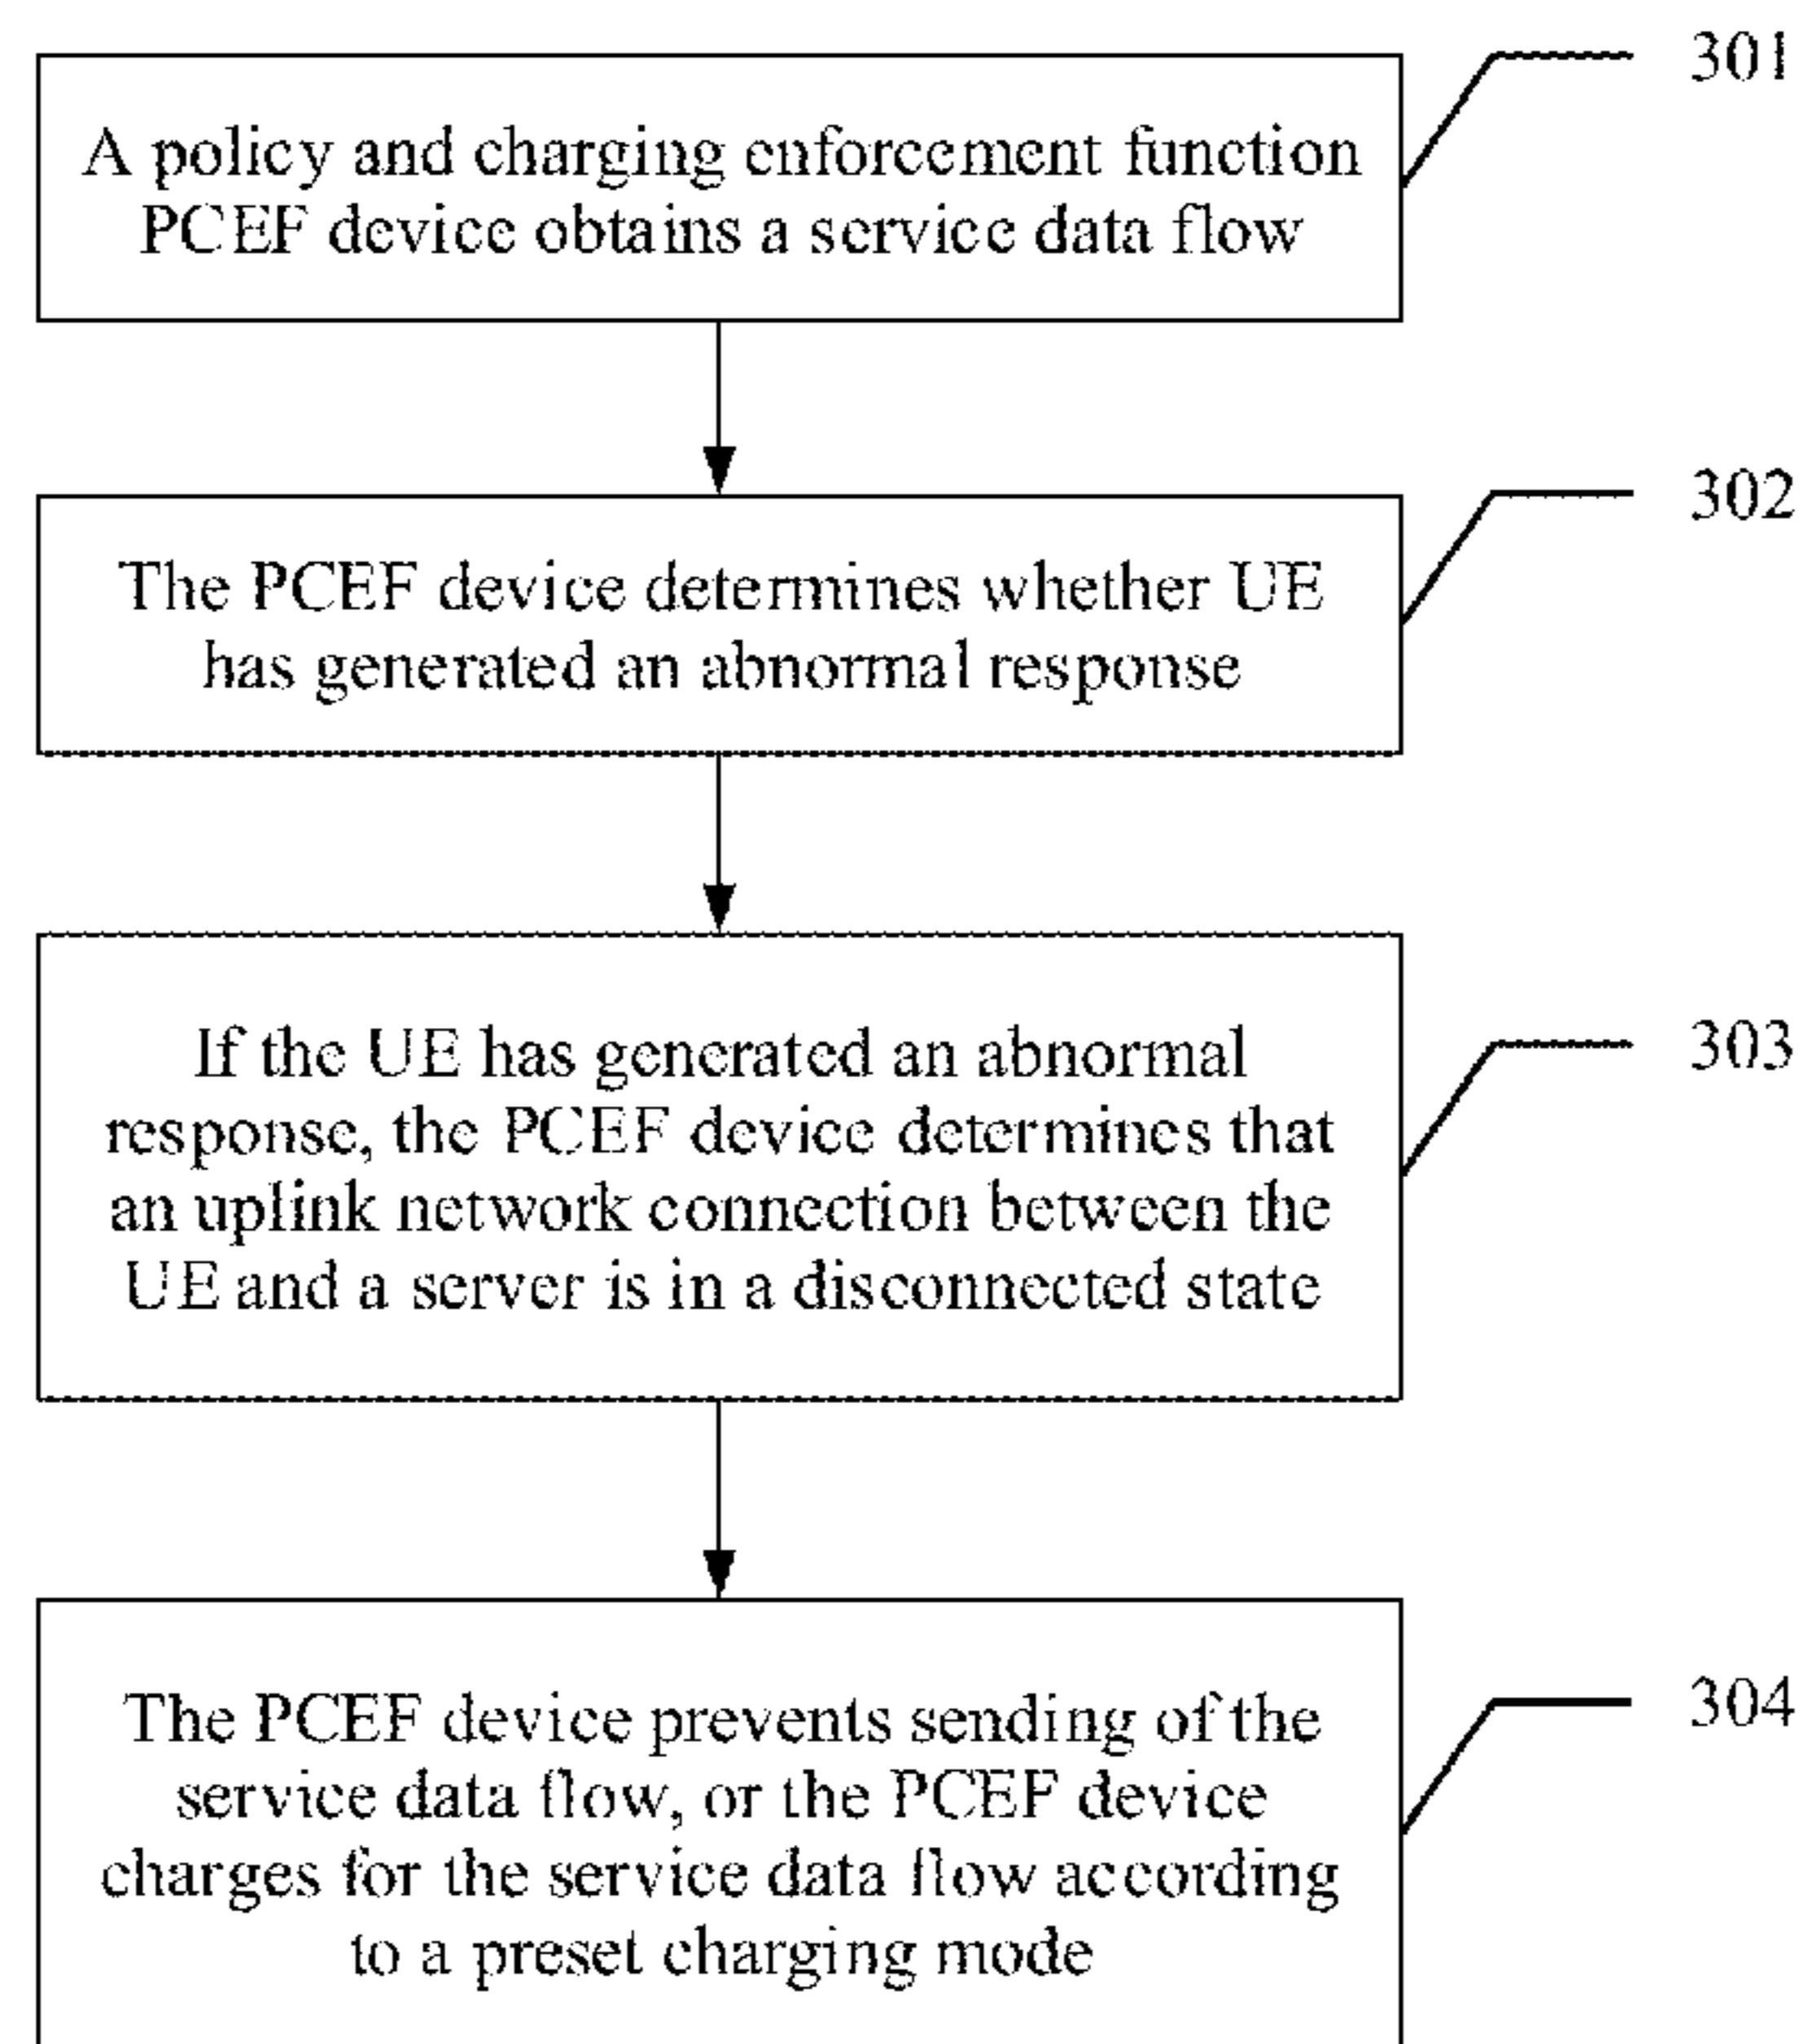 301
A policy and charging enforcement function
PCEF device obtains a service data flow
302
The PCEF device determines whether UE
has generated an abnormal response
303
If the UE has generated an abnormal
response, the PCEF device determines that
an uplink network connection between the
UE and a server is in a disconnected state
304
The PCEF device prevents sending of the
service data flow, or the PCEF device
charges for the service data flow according
to a preset charging mode